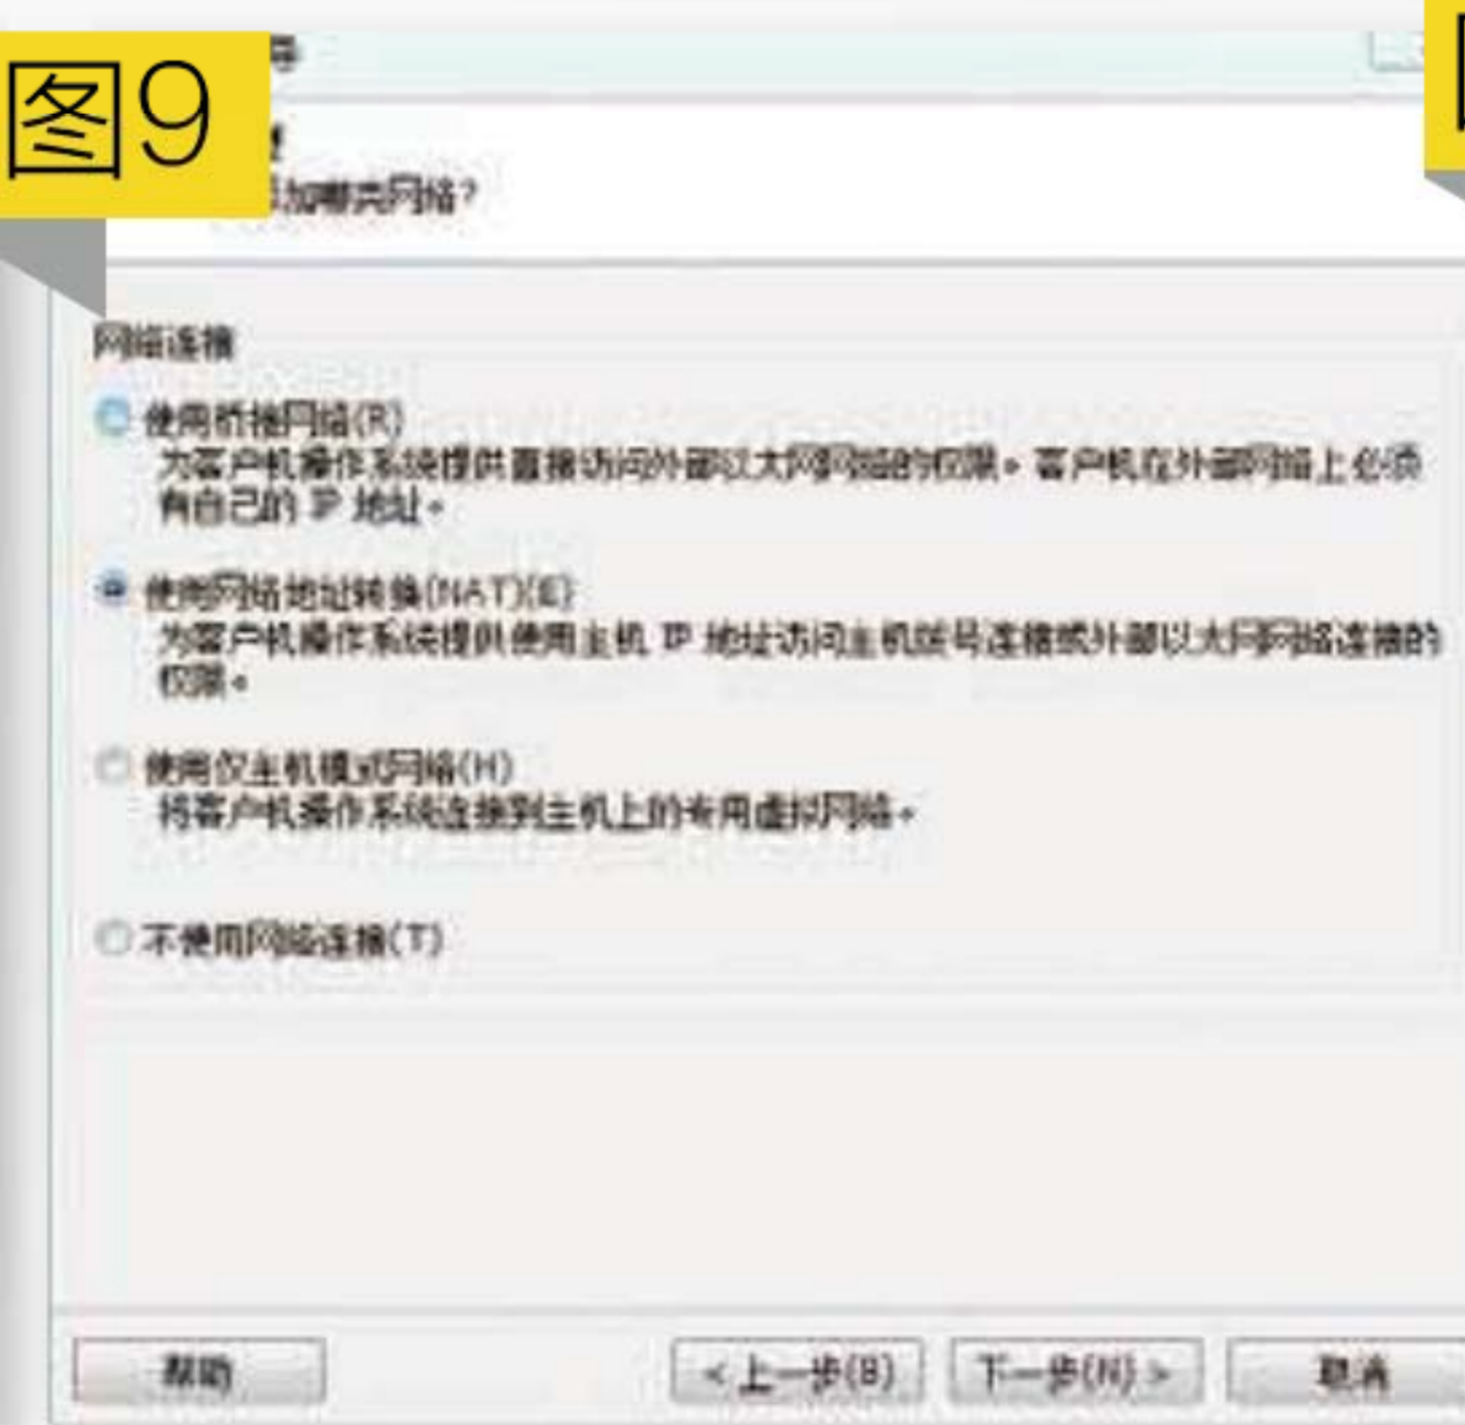 图9
加哪类网络?
网络连接
使用桥接网络(R)
为客户机操作系统提供直接访问外部以太网网络的权限。客户机在外部网络上必须
有自己的 IP 地址。
使用网络地址转换(NAT)(E)
为客户机操作系统提供使用主机 IP 地址访问主机拨号连接或外部以太网网络连接的
权限。
使用仅主机模式网络(H)
将客户机操作系统连接到主机上的专用虚拟网络。
不使用网络连接(T)
帮助
< 上一步(B)
下一步(N) >
取消